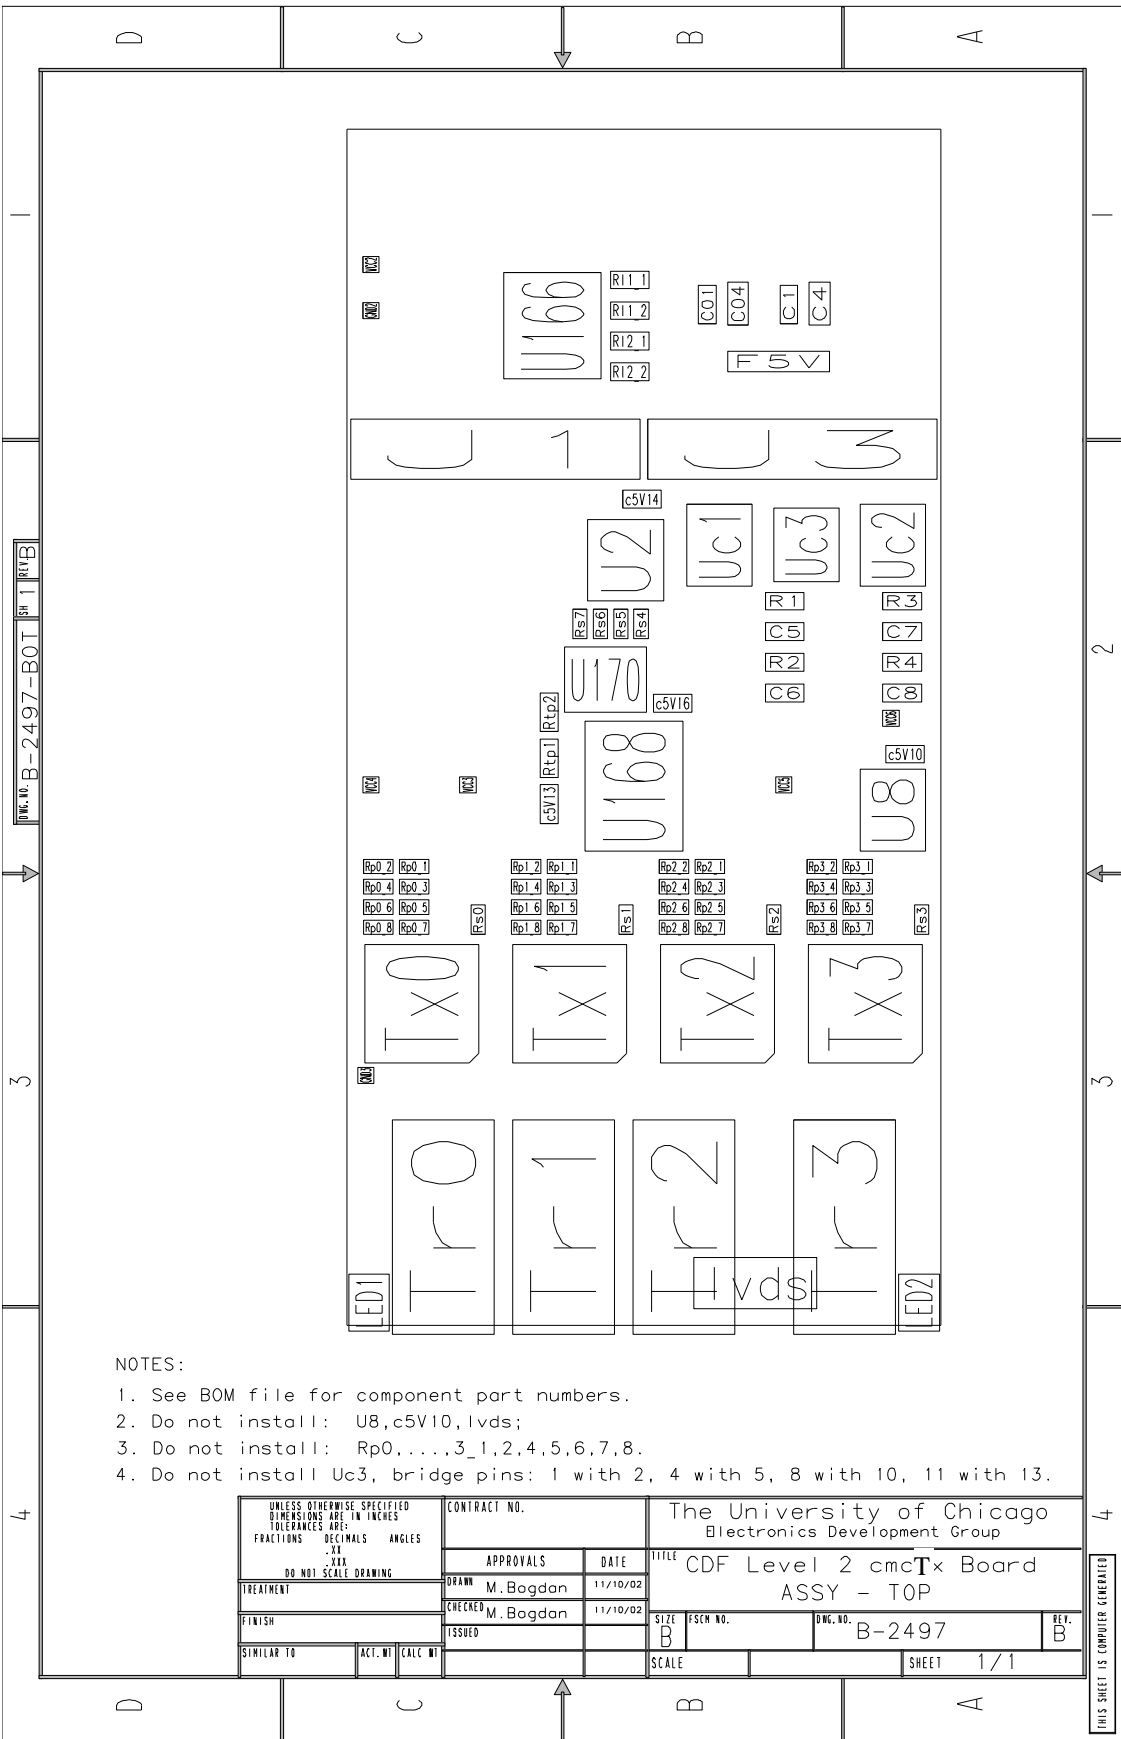 D C B A
1 1
VCC2
GND2
U166
R11_1
R11_2
R12_1
R12_2
C01 C04 C1 C4
F5V
J1 J3
c5V14
U2 Uc1 Uc3 Uc2
Rs7 Rs6 Rs5 Rs4
R1 R3
C5 C7
R2 R4
C6 C8
VCC6
U170
c5V16
Rtp2
Rtp1
c5V13
U168
VCC4 VCC3 VCC5
c5V10
U8
DWG.NO. B-2497-BOT SH 1 REV. B
2
Rp0_2 Rp0_1 Rp1_2 Rp1_1 Rp2_2 Rp2_1 Rp3_2 Rp3_1
Rp0_4 Rp0_3 Rp1_4 Rp1_3 Rp2_4 Rp2_3 Rp3_4 Rp3_3
Rp0_6 Rp0_5 Rp1_6 Rp1_5 Rp2_6 Rp2_5 Rp3_6 Rp3_5
Rp0_8 Rp0_7 Rp1_8 Rp1_7 Rp2_8 Rp2_7 Rp3_8 Rp3_7
Rs0 Rs1 Rs2 Rs3
Tx0 Tx1 Tx2 Tx3
GND3
3 3
Tr0 Tr1 Tr2 Tr3
lvds
LED1 LED2
NOTES:
1. See BOM file for component part numbers.
2. Do not install: U8,c5V10,lvds;
3. Do not install: Rp0,...,3_1,2,4,5,6,7,8.
4. Do not install Uc3, bridge pins: 1 with 2, 4 with 5, 8 with 10, 11 with 13.
4 4
UNLESS OTHERWISE SPECIFIED
DIMENSIONS ARE IN INCHES
TOLERANCES ARE:
FRACTIONS DECIMALS ANGLES
.XX
.XXX
DO NOT SCALE DRAWING
TREATMENT
FINISH
SIMILAR TO ACT. WT CALC WT
CONTRACT NO.
APPROVALS DATE
DRAWN M.Bogdan 11/10/02
CHECKED M.Bogdan 11/10/02
ISSUED
The University of Chicago
Electronics Development Group
TITLE CDF Level 2 cmcTx Board
ASSY - TOP
SIZE B FSCM NO. DWG.NO. B-2497 REV. B
SCALE SHEET 1/1
THIS SHEET IS COMPUTER GENERATED
D C B A